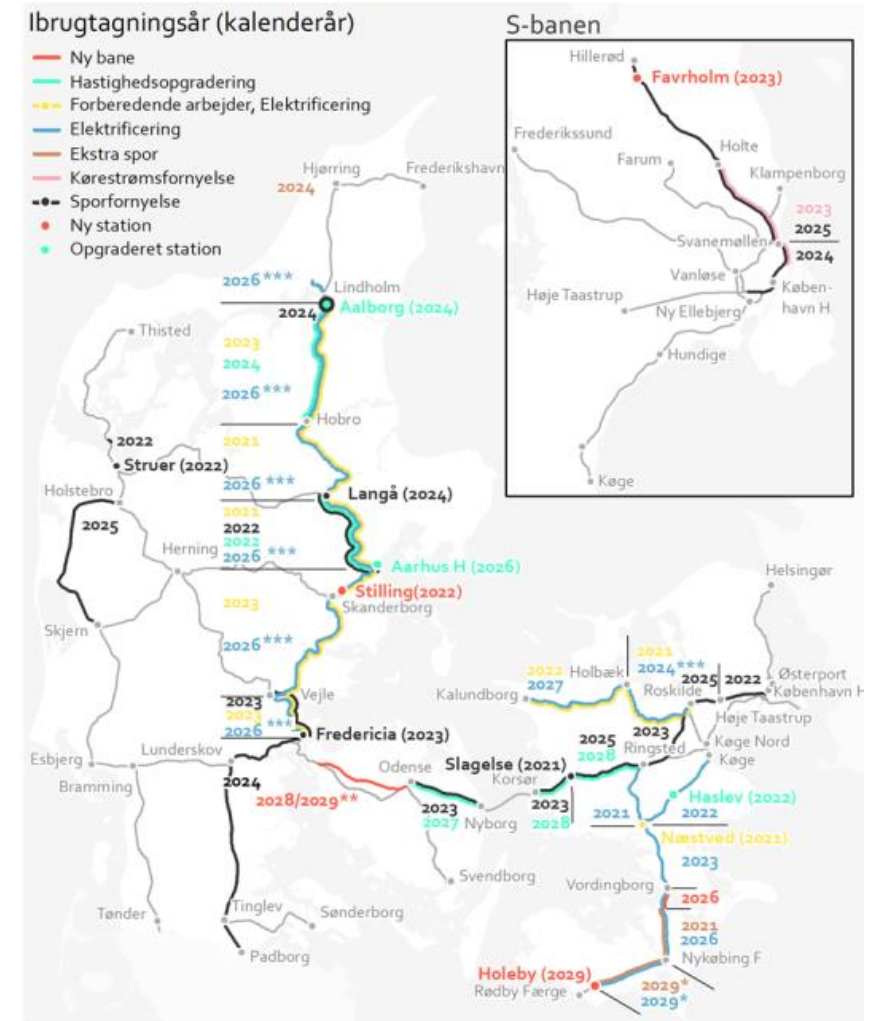 Ibrugtagningsår (kalenderår)
Ny bane
Hastighedsopgradering
Forberedende arbejder, Elektrificering
Elektrificering
Ekstra spor
Kørestrømsfornyelse
Sporfornyelse
Ny station
Opgraderet station
S-banen
Hillerød
Favrholm (2023)
Frederikssund
Farum
Holte
Klampenborg
2023
2025
Svanemøllen
2024
Vanløse
Høje Taastrup
Køben-
havn H
Ny Ellebjerg
Hundige
Køge
Hjørring
Frederikshavn
2024
2026***
Lindholm
2024
Aalborg (2024)
Thisted
2023
2024
2026***
Hobro
2022
2021
Struer (2022)
2026***
Langå (2024)
Holstebro
2025
2021
2022
2022
2026***
Herning
Aarhus H (2026)
Stilling(2022)
2023
Skanderborg
Skjern
2026***
2023
Vejle
2023
2026***
Fredericia (2023)
Esbjerg
Lunderskov
Bramming
2024
2028/2029**
Odense
2023
2027
Nyborg
Svendborg
Tønder
Tinglev
Sønderborg
Padborg
Helsingør
2021
2022
Holbæk
2024***
2027
2025
2022
Østerport
Kalundborg
Roskilde
København H
Høje Taastrup
2023
2025
Køge Nord
Slagelse (2021)
2028
Ringsted
Køge
Korsør
2023
2028
Haslev (2022)
2021
2022
Næstved (2021)
2023
Vordingborg
2026
2021
2026
Nykøbing F
Holeby (2029)
Rødby Færge
2029*
2029*